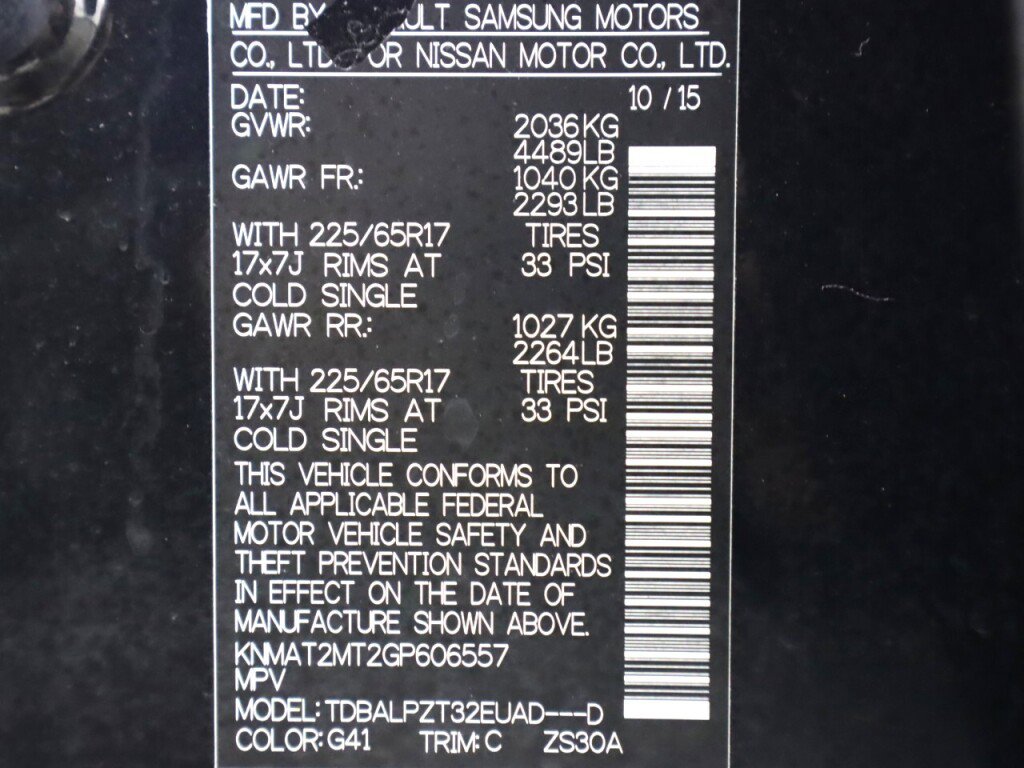 MFD BY AULT SAMSUNG MOTORS
CO., LTD. OR NISSAN MOTOR CO., LTD.
DATE: 10 / 15
GVWR: 2036 KG
4489 LB
GAWR FR.: 1040 KG
2293 LB
WITH 225/65R17 TIRES
17x7J RIMS AT 33 PSI
COLD SINGLE
GAWR RR.: 1027 KG
2264 LB
WITH 225/65R17 TIRES
17x7J RIMS AT 33 PSI
COLD SINGLE
THIS VEHICLE CONFORMS TO
ALL APPLICABLE FEDERAL
MOTOR VEHICLE SAFETY AND
THEFT PREVENTION STANDARDS
IN EFFECT ON THE DATE OF
MANUFACTURE SHOWN ABOVE.
KNMAT2MT2GP606557
MPV
MODEL: TDBALPZT32EUAD---D
COLOR: G41 TRIM: C ZS30A